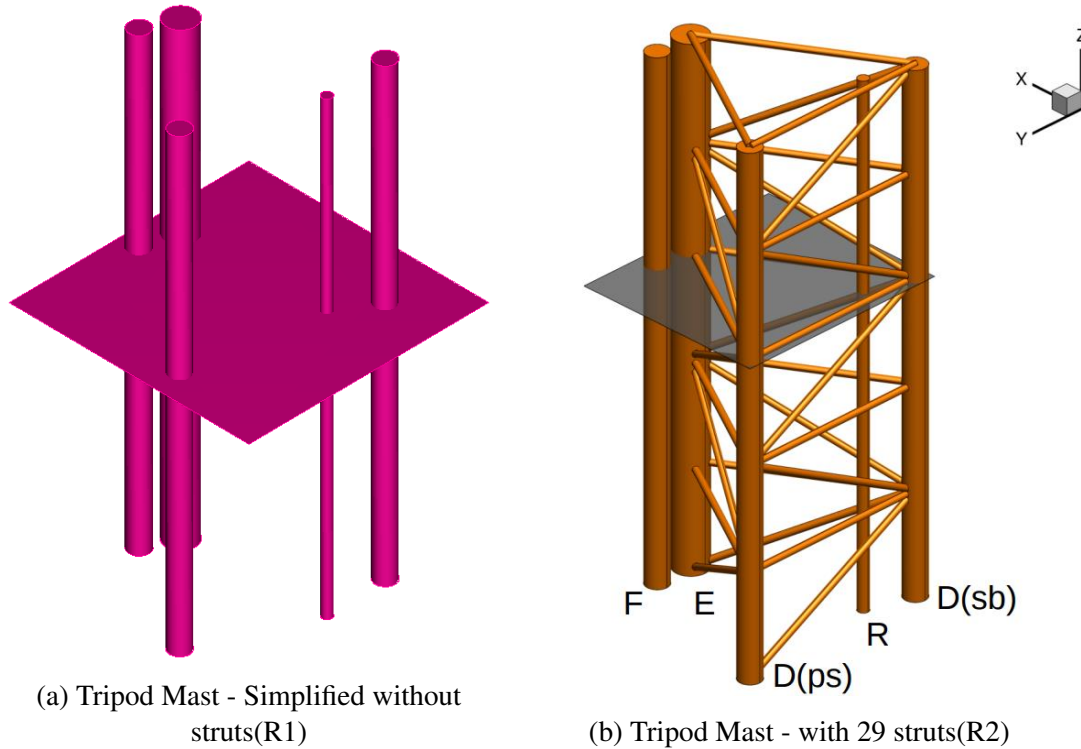 Z
X
Y
F
E
R
D(sb)
D(ps)
(a) Tripod Mast - Simplified without
struts(R1)
(b) Tripod Mast - with 29 struts(R2)